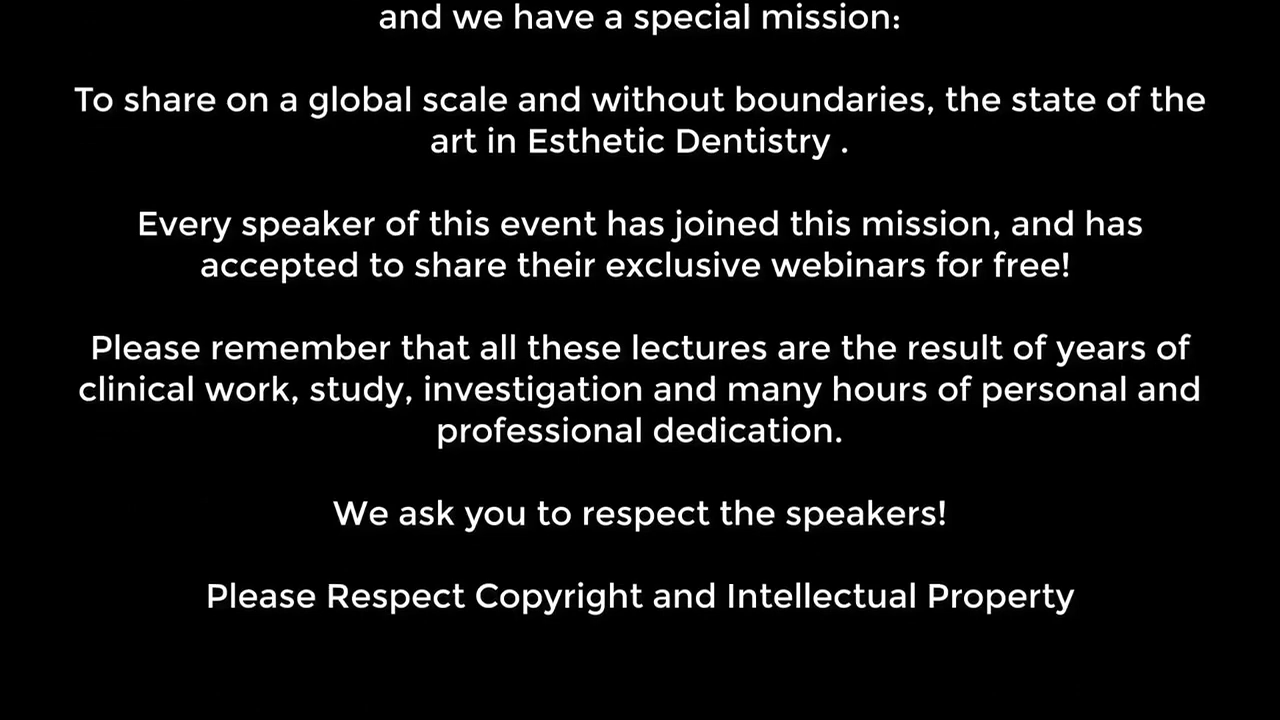 and we have a special mission:
To share on a global scale and without boundaries, the state of the
art in Esthetic Dentistry .
Every speaker of this event has joined this mission, and has
accepted to share their exclusive webinars for free!
Please remember that all these lectures are the result of years of
clinical work, study, investigation and many hours of personal and
professional dedication.
We ask you to respect the speakers!
Please Respect Copyright and Intellectual Property